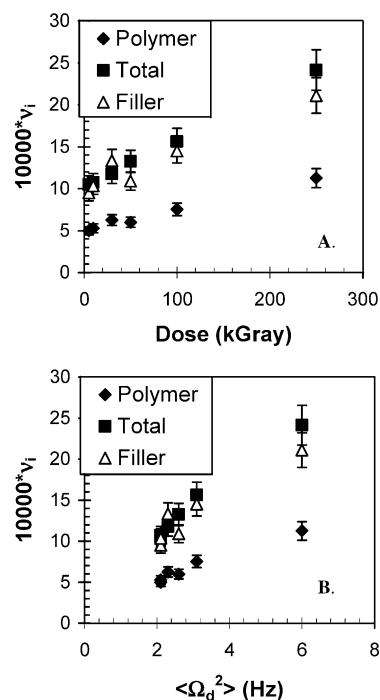 30
25
20
15
10
5
0
10000*νi
◆ Polymer
■ Total
△ Filler
A.
0 100 200 300
Dose (kGray)
30
25
20
15
10
5
0
10000*νi
◆ Polymer
■ Total
△ Filler
B.
0 2 4 6 8
<Ωd²> (Hz)